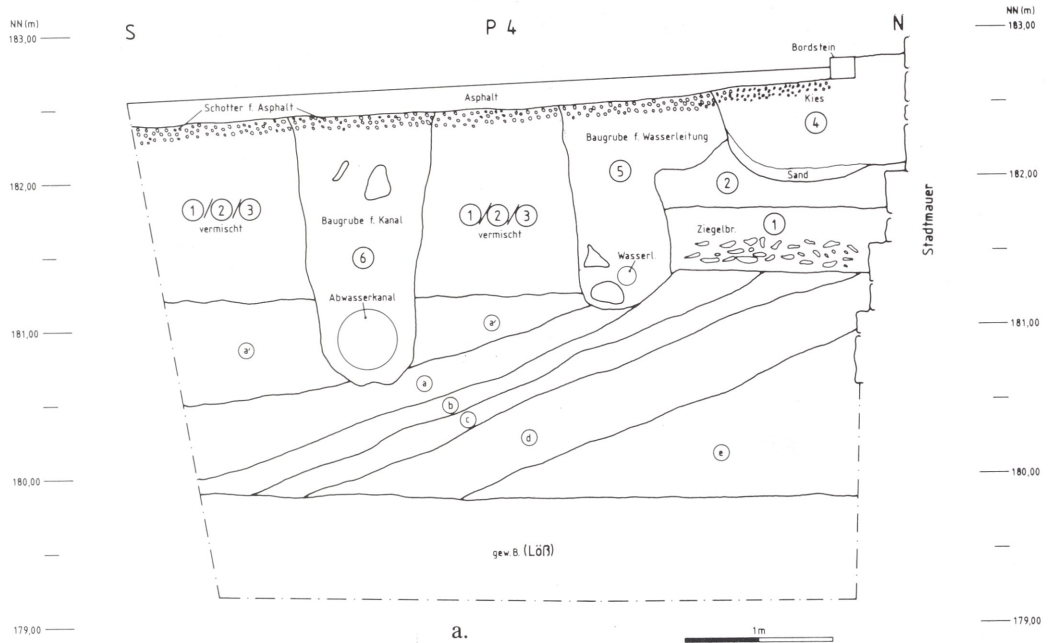 NN (m)
183,00
S
P 4
N
NN (m)
183,00
Bordstein
Asphalt
Schotter f. Asphalt
Kies
4
Baugrube f. Wasserleitung
5
Sand
182,00
2
182,00
1/2/3
vermischt
Baugrube f. Kanal
6
1/2/3
vermischt
Ziegelbr.
1
Wasserl.
Stadtmauer
Abwasserkanal
181,00
a'
a'
181,00
a
b
c
d
e
180,00
180,00
gew. B. (Löß)
179,00
a.
1m
179,00